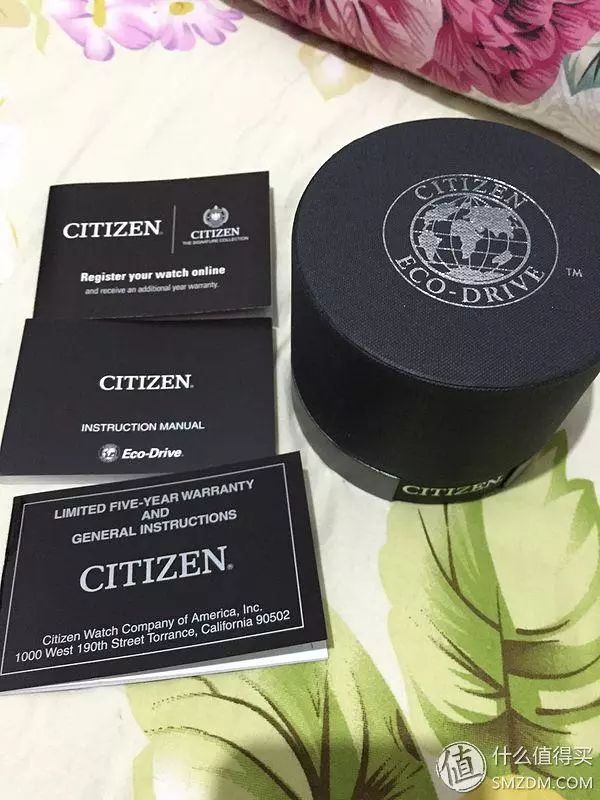 CITIZEN®
CITIZEN
THE SIGNATURE COLLECTION
Register your watch online
and receive an additional year warranty.
CITIZEN®
INSTRUCTION MANUAL
Eco-Drive®
LIMITED FIVE-YEAR WARRANTY
AND
GENERAL INSTRUCTIONS
CITIZEN®
Citizen Watch Company of America, Inc.
1000 West 190th Street Torrance, California 90502
CITIZEN
ECO-DRIVE
TM
CITIZEN
值 什么值得买
SMZDM.COM